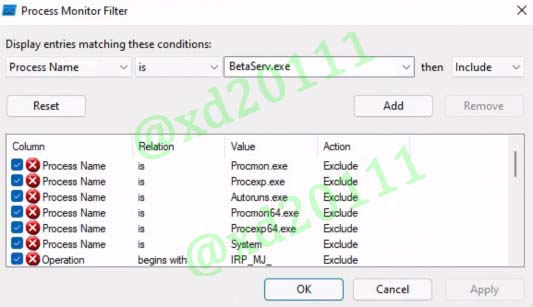 Process Monitor Filter
Display entries matching these conditions:
Process Name is BetaServ.exe then Include
Reset Add Remove
Column Relation Value Action
Process Name is Procmon.exe Exclude
Process Name is Procexp.exe Exclude
Process Name is Autoruns.exe Exclude
Process Name is Procmon64.exe Exclude
Process Name is Procexp64.exe Exclude
Process Name is System Exclude
Operation begins with IRP_MJ_ Exclude
OK Cancel Apply
@xd20111
@xd20111